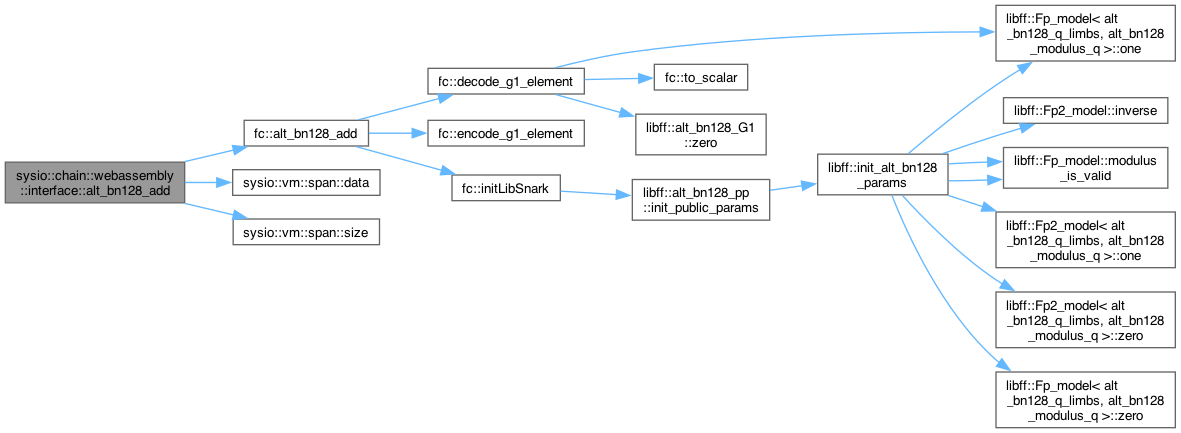 sysio::chain::webassembly
::interface::alt_bn128_add
fc::alt_bn128_add
sysio::vm::span::data
sysio::vm::span::size
fc::decode_g1_element
fc::encode_g1_element
fc::initLibSnark
fc::to_scalar
libff::alt_bn128_G1
::zero
libff::alt_bn128_pp
::init_public_params
libff::init_alt_bn128
_params
libff::Fp_model< alt
_bn128_q_limbs, alt_bn128
_modulus_q >::one
libff::Fp2_model::inverse
libff::Fp_model::modulus
_is_valid
libff::Fp2_model< alt
_bn128_q_limbs, alt_bn128
_modulus_q >::one
libff::Fp2_model< alt
_bn128_q_limbs, alt_bn128
_modulus_q >::zero
libff::Fp_model< alt
_bn128_q_limbs, alt_bn128
_modulus_q >::zero